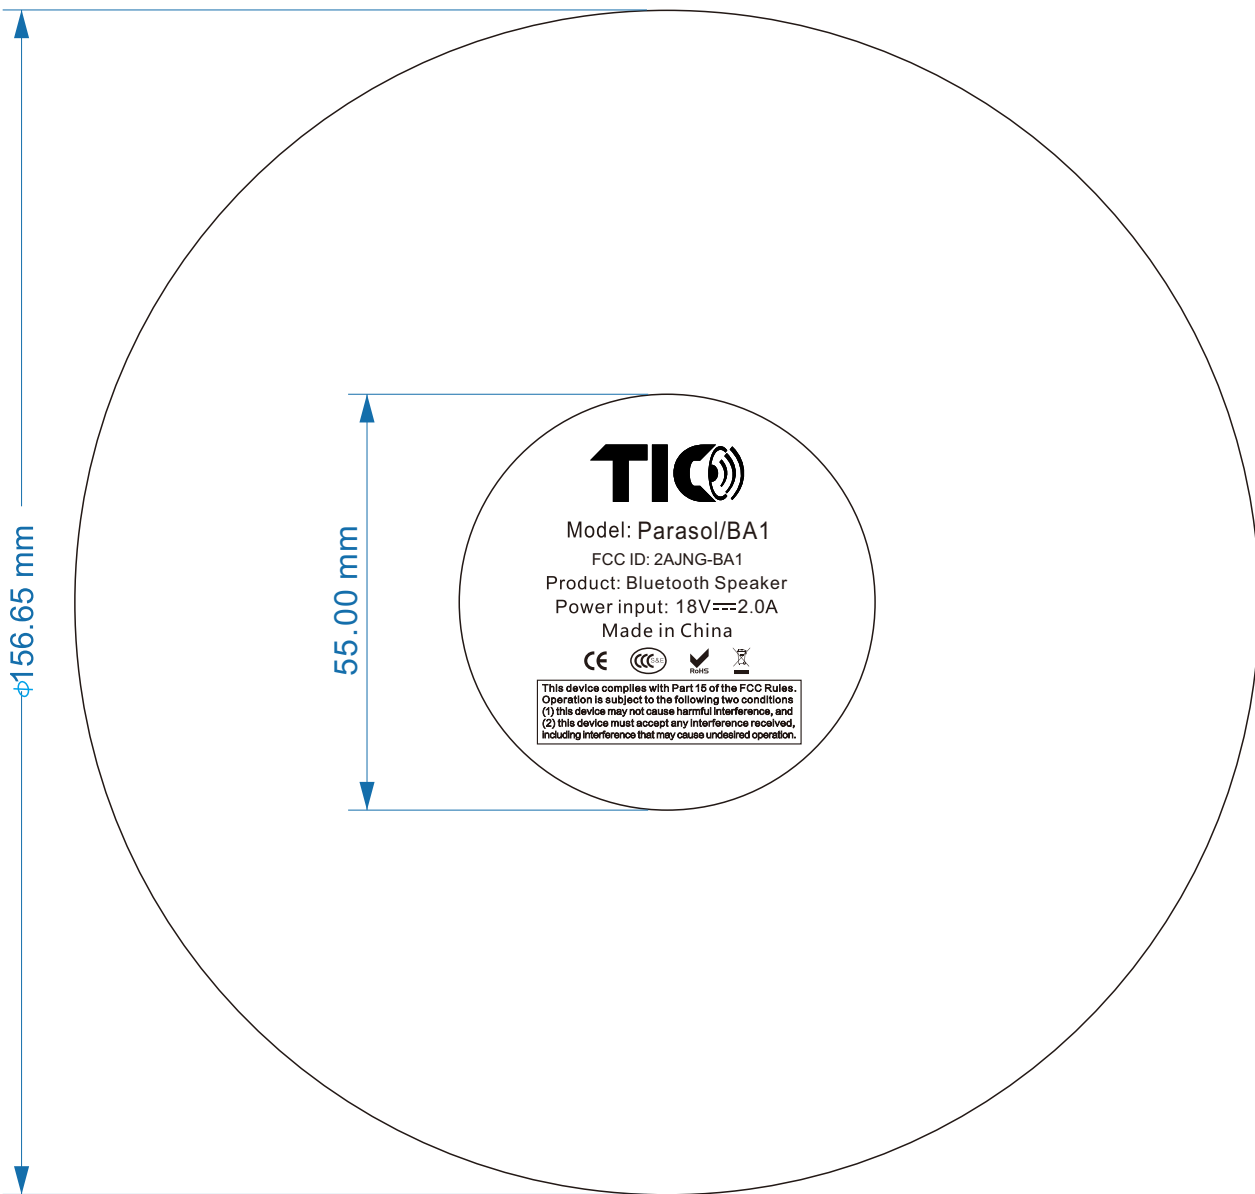 TIC
Model: Parasol/BA1
FCC ID: 2AJNG-BA1
Product: Bluetooth Speaker
Power input: 18V⎓2.0A
Made in China
CE CCC S&E RoHS
This device complies with Part 15 of the FCC Rules.
Operation is subject to the following two conditions
(1) this device may not cause harmful interference, and
(2) this device must accept any interference received,
including interference that may cause undesired operation.
55.00 mm
ϕ156.65 mm